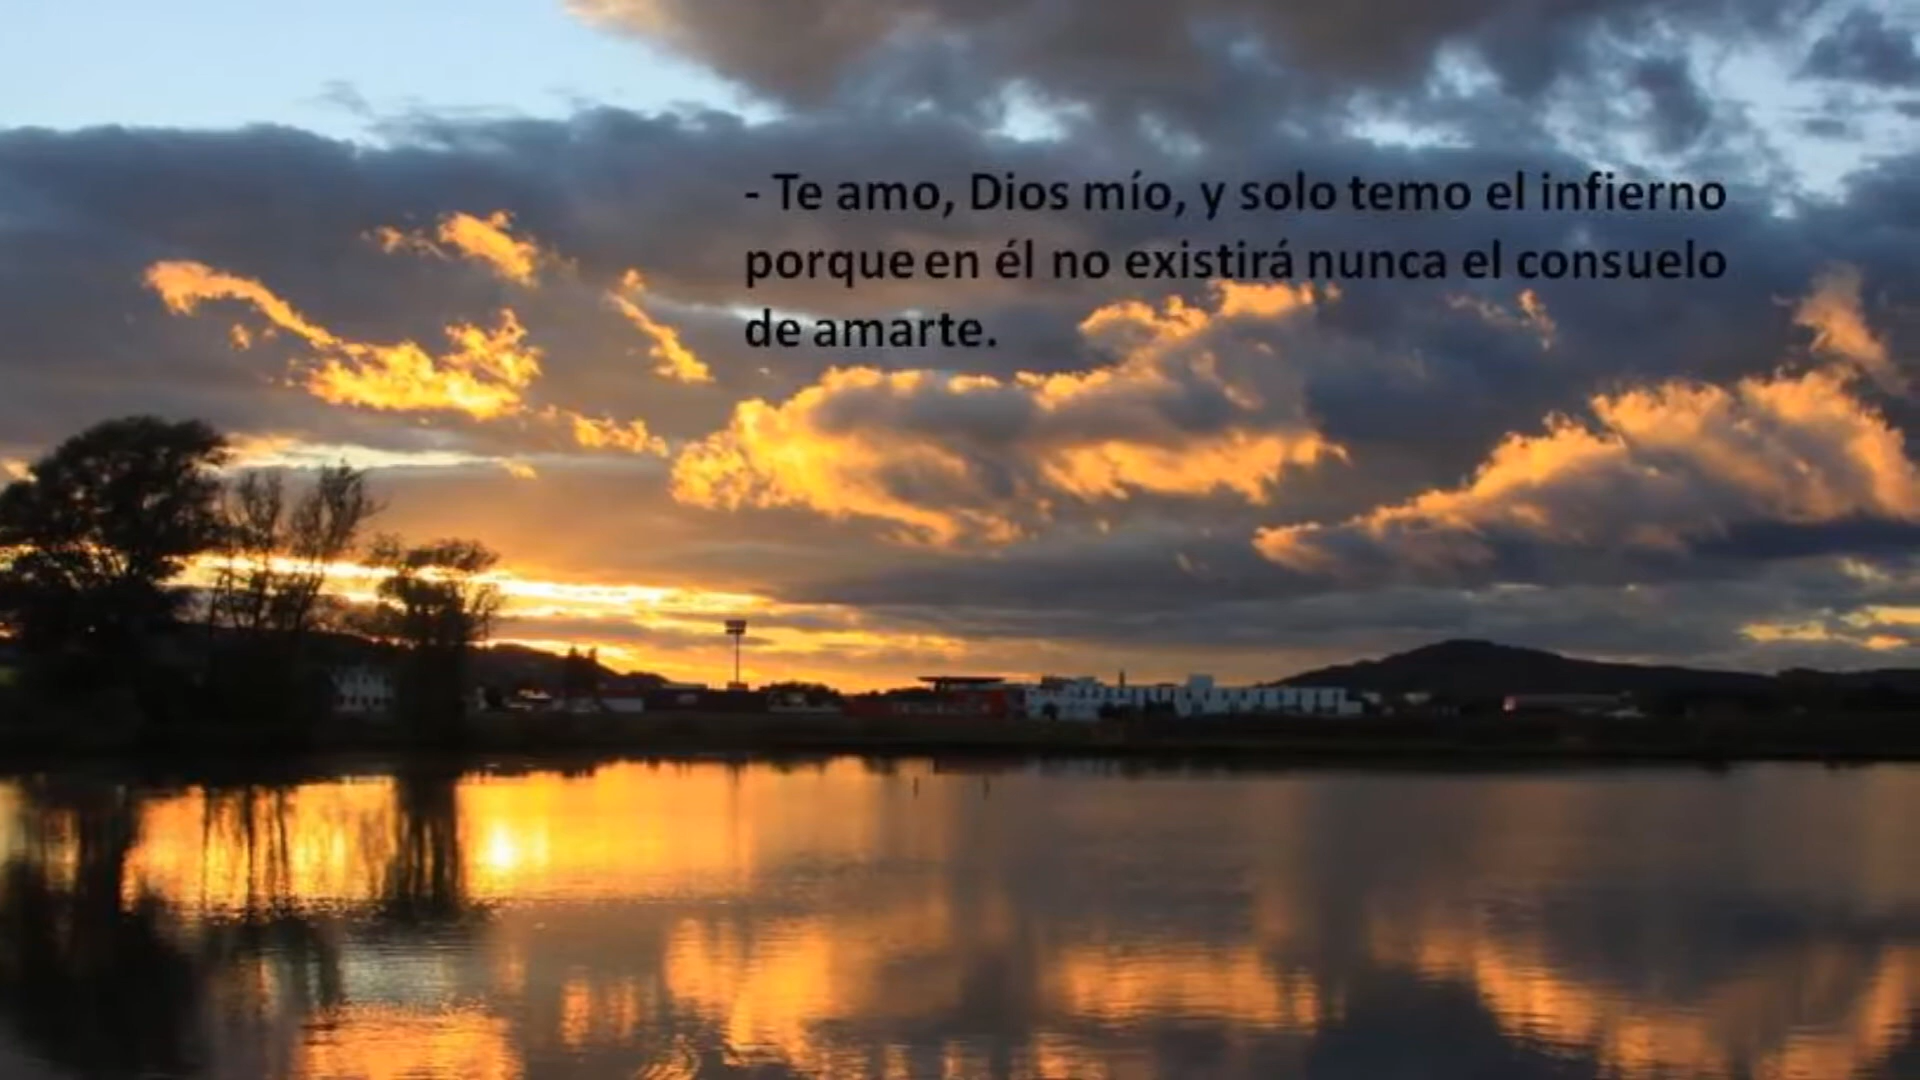 - Te amo, Dios mío, y solo temo el infierno
porque en él no existirá nunca el consuelo
de amarte.